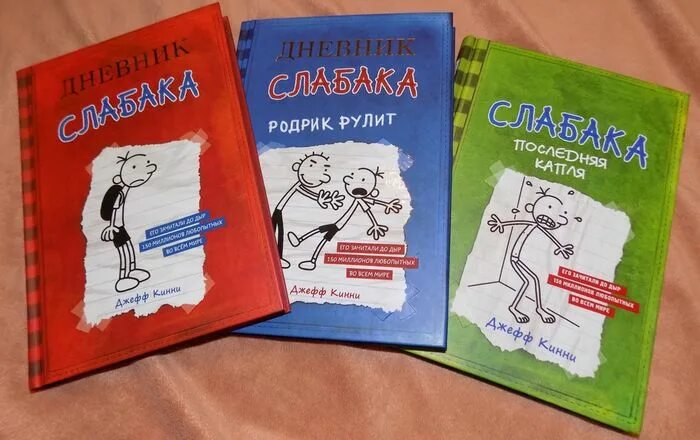 ДНЕВНИК
СЛАБАКА
ЕГО ЗАЧИТАЛИ ДО ДЫР
150 МИЛЛИОНОВ ЛЮБОПЫТНЫХ
ВО ВСЕМ МИРЕ
Джефф Кинни
ДНЕВНИК
СЛАБАКА
РОДРИК РУЛИТ
ЕГО ЗАЧИТАЛИ ДО ДЫР
150 МИЛЛИОНОВ ЛЮБОПЫТНЫХ
ВО ВСЕМ МИРЕ
Джефф Кинни
СЛАБАКА
ПОСЛЕДНЯЯ
КАПЛЯ
ЕГО ЗАЧИТАЛИ ДО ДЫР
150 МИЛЛИОНОВ ЛЮБОПЫТНЫХ
ВО ВСЕМ МИРЕ
Джефф Кинни